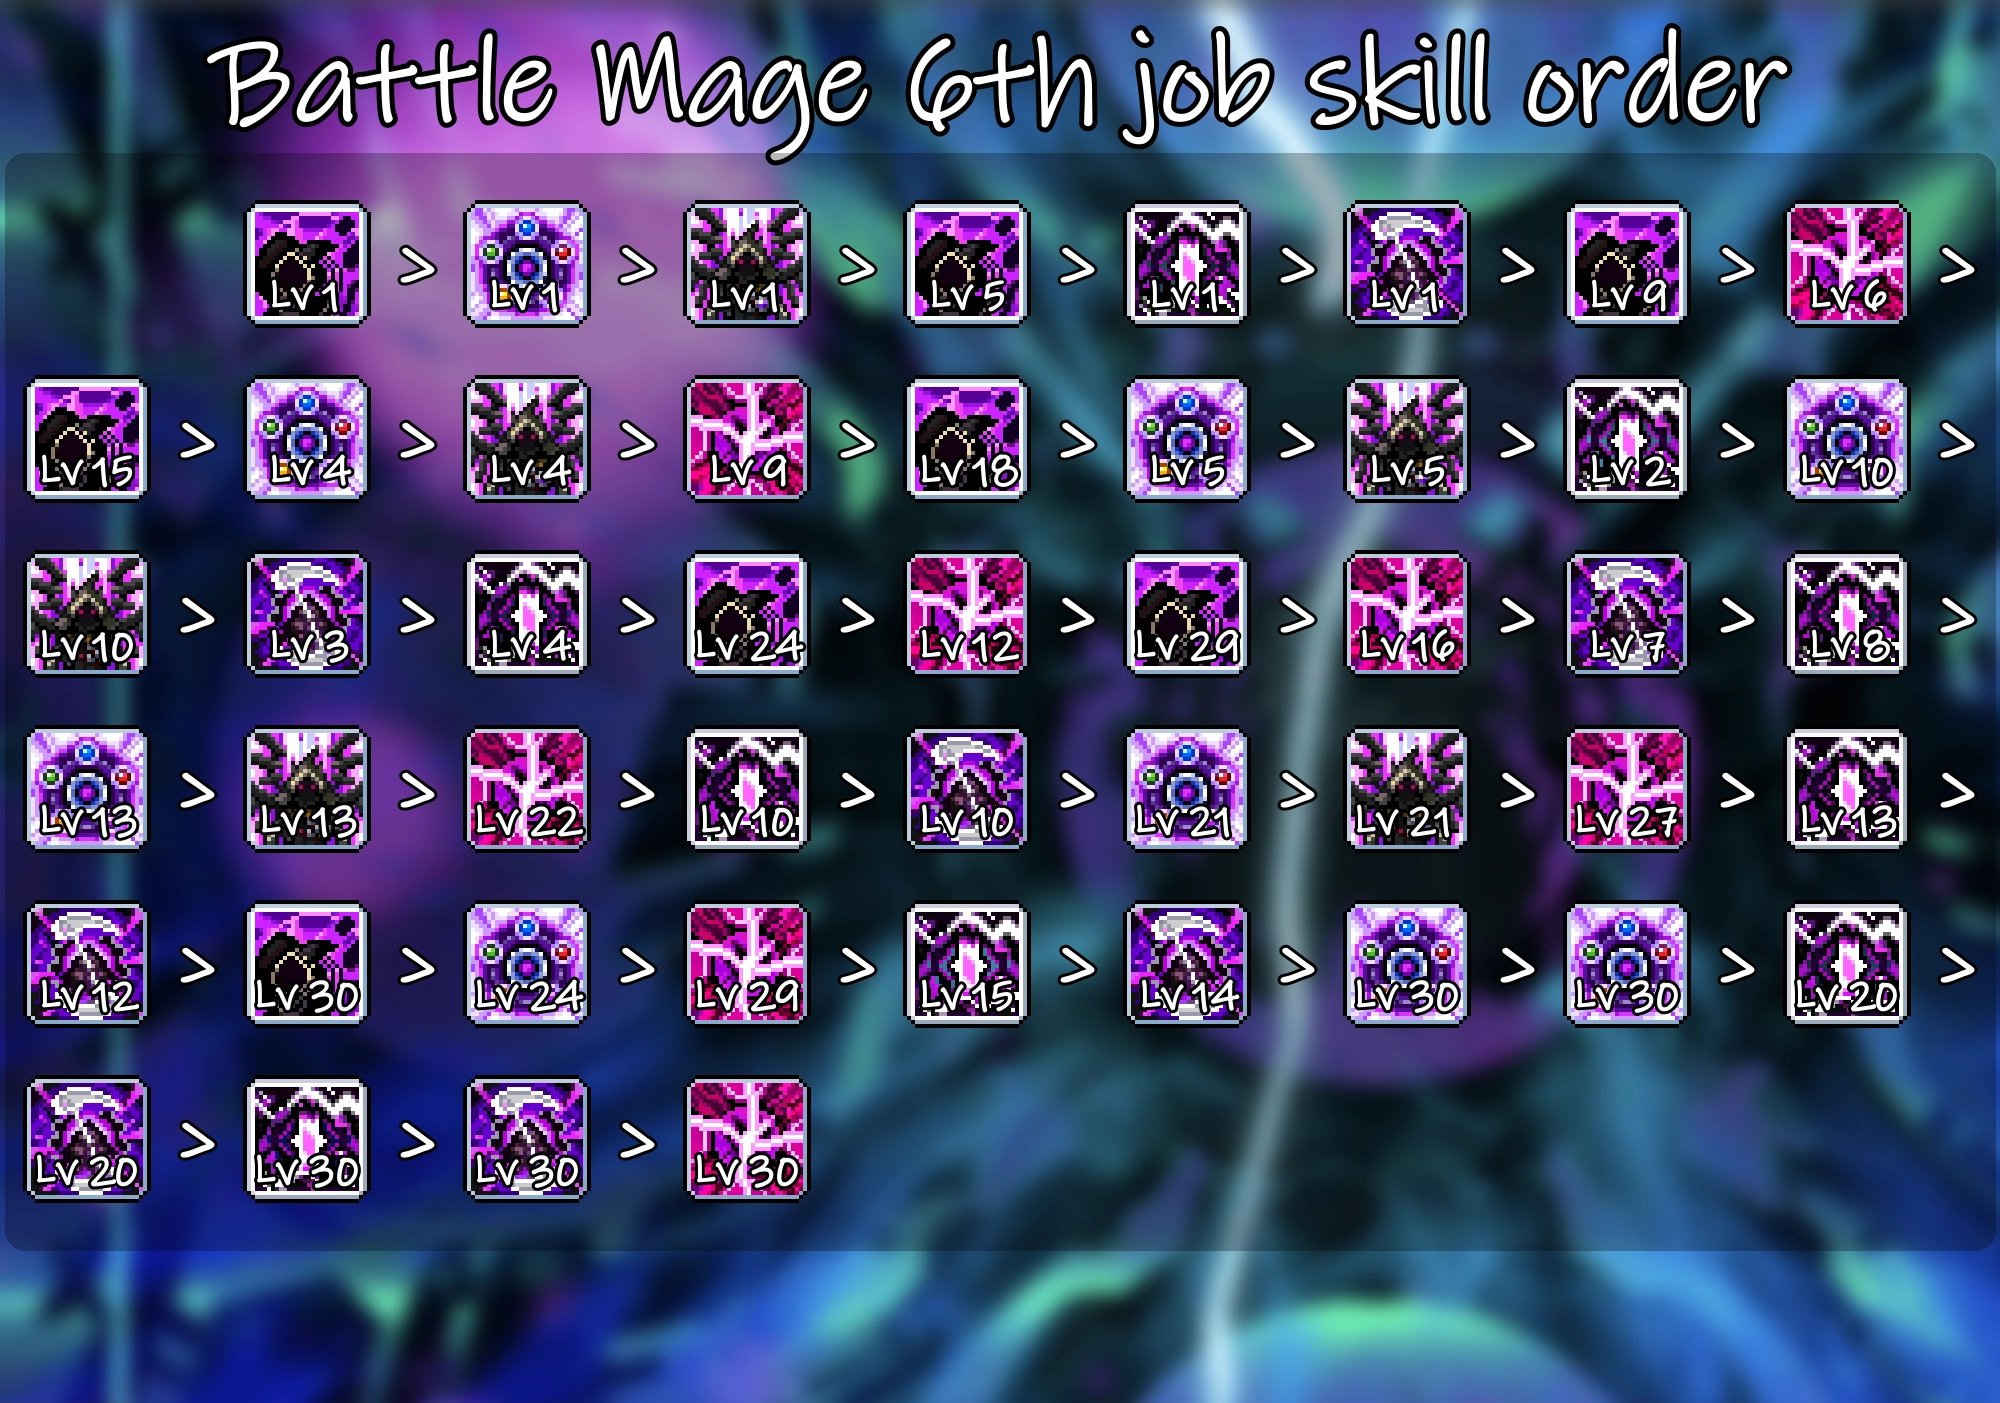 Battle Mage 6th job skill order
Lv 1 > Lv 1 > Lv 1 > Lv 5 > Lv 1 > Lv 1 > Lv 9 > Lv 6 >
Lv 15 > Lv 4 > Lv 4 > Lv 9 > Lv 18 > Lv 5 > Lv 5 > Lv 2 > Lv 10 >
Lv 10 > Lv 3 > Lv 4 > Lv 24 > Lv 12 > Lv 29 > Lv 16 > Lv 7 > Lv 8 >
Lv 13 > Lv 13 > Lv 22 > Lv 10 > Lv 10 > Lv 21 > Lv 21 > Lv 27 > Lv 13 >
Lv 12 > Lv 30 > Lv 24 > Lv 29 > Lv 15 > Lv 14 > Lv 30 > Lv 30 > Lv 20 >
Lv 20 > Lv 30 > Lv 30 > Lv 30